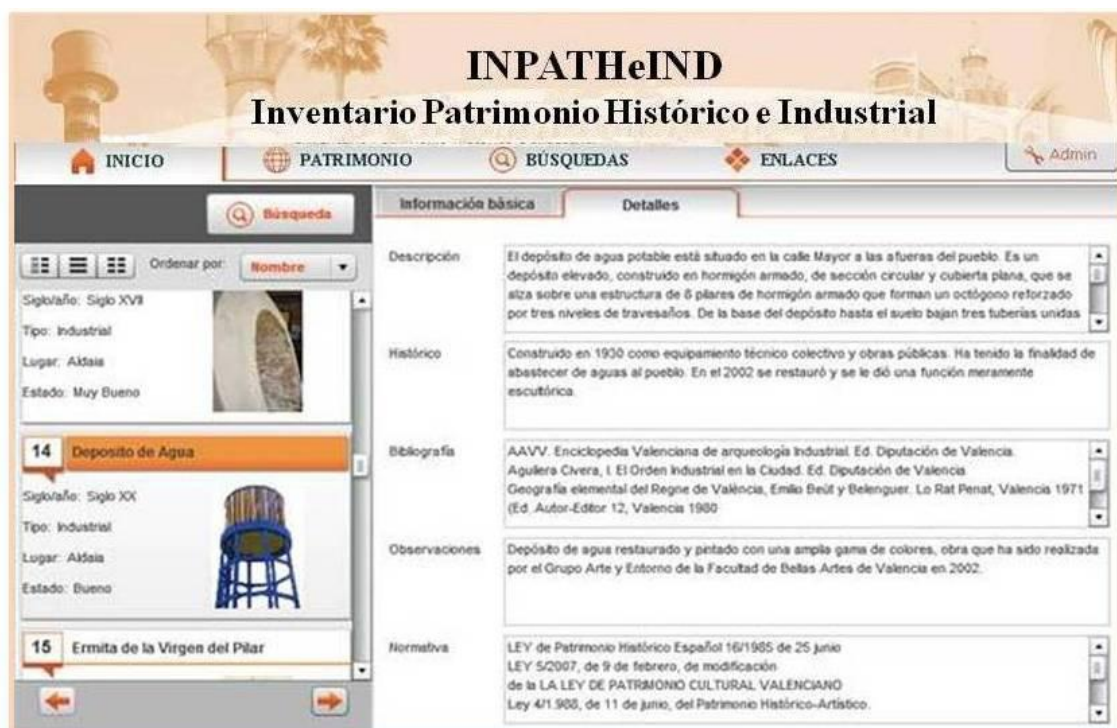 INPATHeIND
Inventario Patrimonio Histórico e Industrial
INICIO
PATRIMONIO
BÚSQUEDAS
ENLACES
Admin
Búsqueda
Ordenar por:
Nombre
Siglo/año: Siglo XVII
Tipo: Industrial
Lugar: Aldaia
Estado: Muy Bueno
14 Deposito de Agua
Siglo/año: Siglo XX
Tipo: Industrial
Lugar: Aldaia
Estado: Bueno
15 Ermita de la Virgen del Pilar
Información básica
Detalles
Descripción
El depósito de agua potable está situado en la calle Mayor a las afueras del pueblo. Es un
depósito elevado, construido en hormigón armado, de sección circular y cubierta plana, que se
alza sobre una estructura de 8 pilares de hormigón armado que forman un octógono reforzado
por tres niveles de travesaños. De la base del depósito hasta el suelo bajan tres tuberías unidas
Histórico
Construido en 1930 como equipamiento técnico colectivo y obras públicas. Ha tenido la finalidad de
abastecer de aguas al pueblo. En el 2002 se restauró y se le dió una función meramente
escultórica.
Bibliografía
AAVV. Enciclopedia Valenciana de arqueología Industrial. Ed. Diputación de Valencia.
Aguilera Civera, I. El Orden Industrial en la Ciudad. Ed. Diputación de Valencia
Geografía elemental del Regne de València, Emilio Beüt y Belenguer. Lo Rat Penat, Valencia 1971
(Ed. Autor-Editor 12, Valencia 1980
Observaciones
Depósito de agua restaurado y pintado con una amplia gama de colores, obra que ha sido realizada
por el Grupo Arte y Entorno de la Facultad de Bellas Artes de Valencia en 2002.
Normativa
LEY de Patrimonio Histórico Español 16/1985 de 25 junio
LEY 5/2007, de 9 de febrero, de modificación
de la LA LEY DE PATRIMONIO CULTURAL VALENCIANO
Ley 4/1.988, de 11 de junio, del Patrimonio Histórico-Artístico.